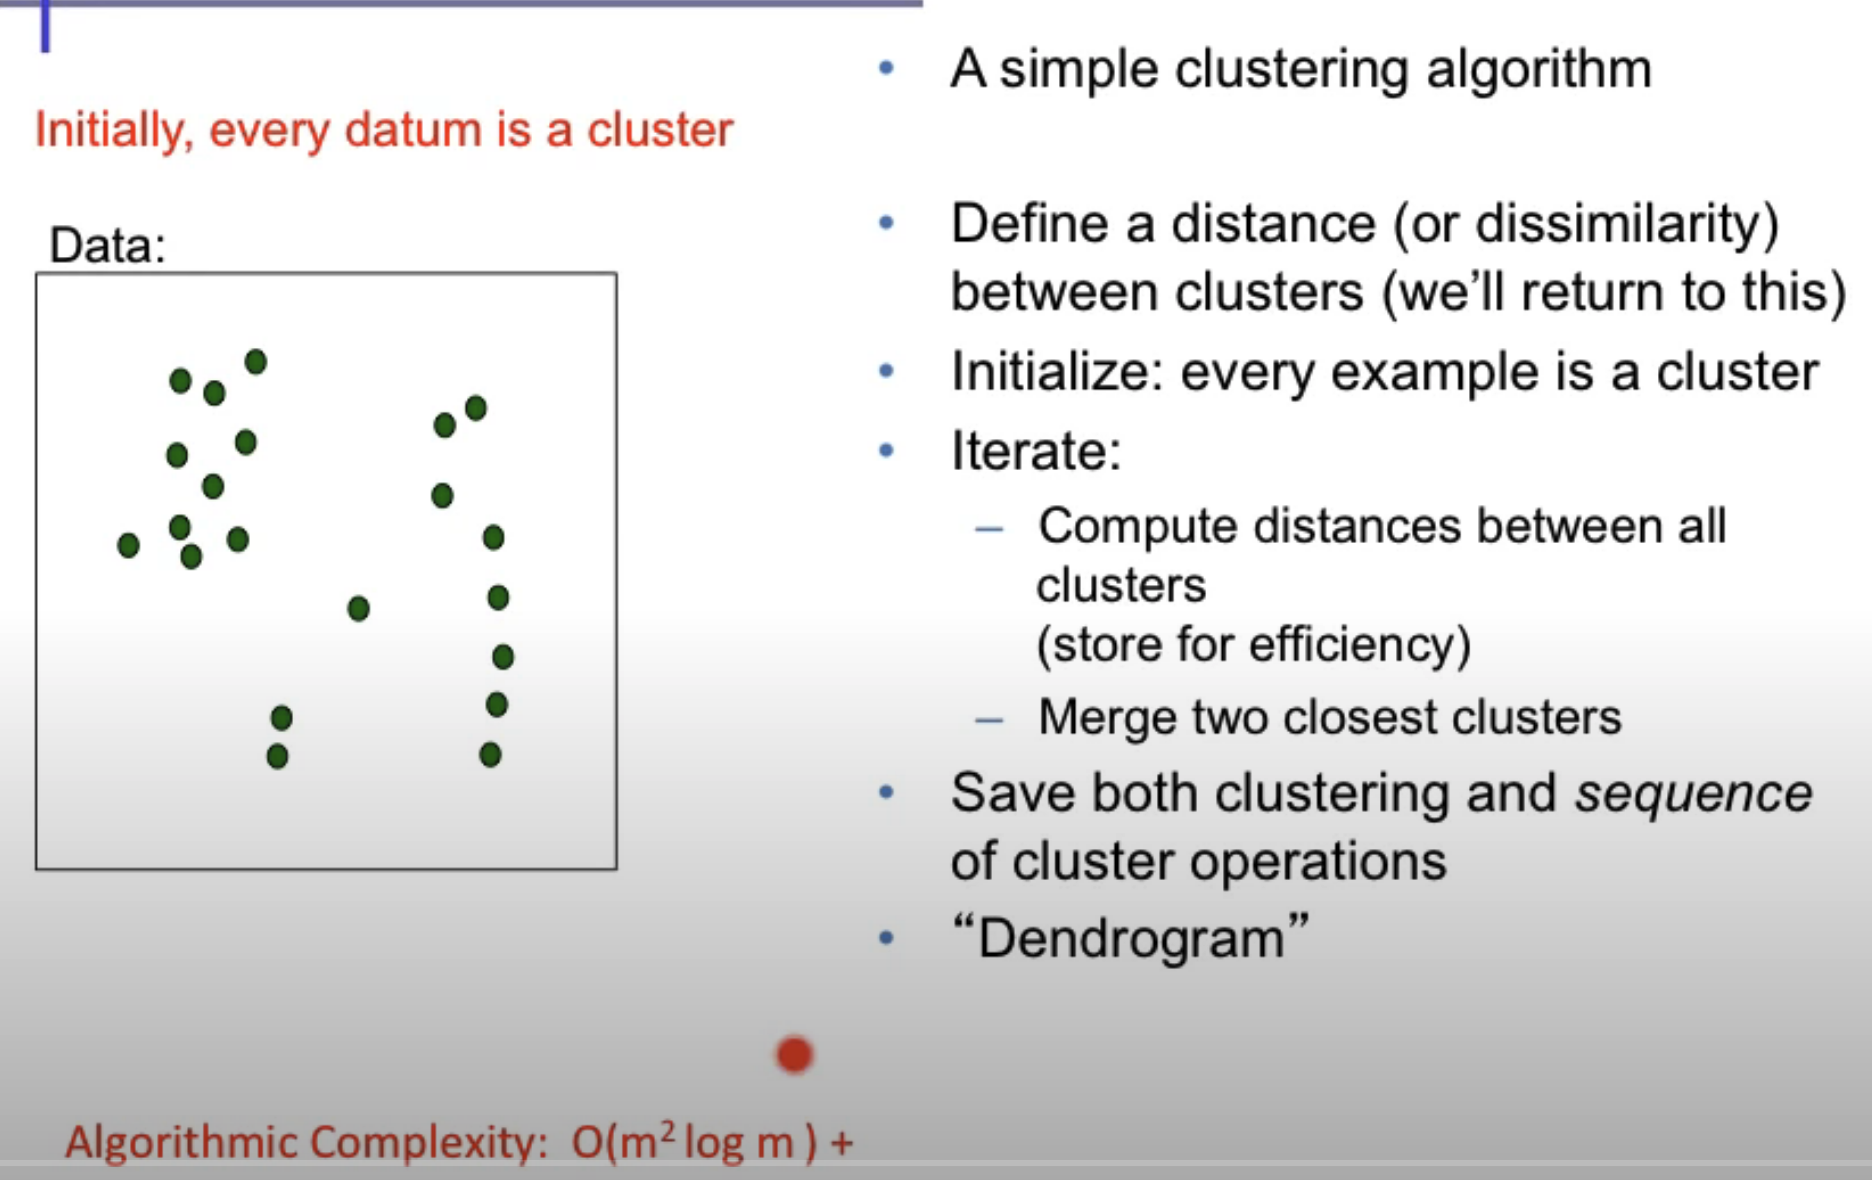 Initially, every datum is a cluster
Data:
Algorithmic Complexity: O(m² log m ) +
• A simple clustering algorithm
• Define a distance (or dissimilarity)
between clusters (we’ll return to this)
• Initialize: every example is a cluster
• Iterate:
– Compute distances between all
clusters
(store for efficiency)
– Merge two closest clusters
• Save both clustering and sequence
of cluster operations
• “Dendrogram”